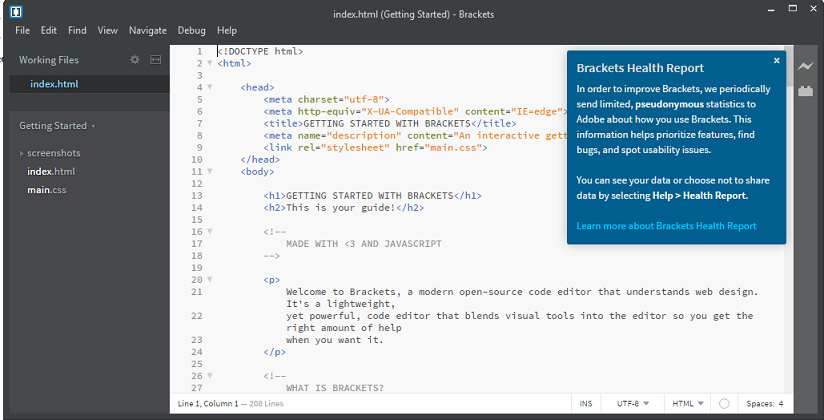 index.html (Getting Started) - Brackets
File Edit Find View Navigate Debug Help
Working Files
index.html
Getting Started
screenshots
index.html
main.css
1 <!DOCTYPE html>
2 <html>
3
4 <head>
5 <meta charset="utf-8">
6 <meta http-equiv="X-UA-Compatible" content="IE=edge">
7 <title>GETTING STARTED WITH BRACKETS</title>
8 <meta name="description" content="An interactive gett
9 <link rel="stylesheet" href="main.css">
10 </head>
11 <body>
12
13 <h1>GETTING STARTED WITH BRACKETS</h1>
14 <h2>This is your guide!</h2>
15
16 <!--
17 MADE WITH <3 AND JAVASCRIPT
18 -->
19
20 <p>
21 Welcome to Brackets, a modern open-source code editor that understands web design.
It's a lightweight,
22 yet powerful, code editor that blends visual tools into the editor so you get the
right amount of help
23 when you want it.
24 </p>
25
26 <!--
27 WHAT IS BRACKETS?
Brackets Health Report
In order to improve Brackets, we periodically
send limited, pseudonymous statistics to
Adobe about how you use Brackets. This
information helps prioritize features, find
bugs, and spot usability issues.
You can see your data or choose not to share
data by selecting Help > Health Report.
Learn more about Brackets Health Report
Line 1, Column 1 — 208 Lines
INS UTF-8 HTML Spaces: 4